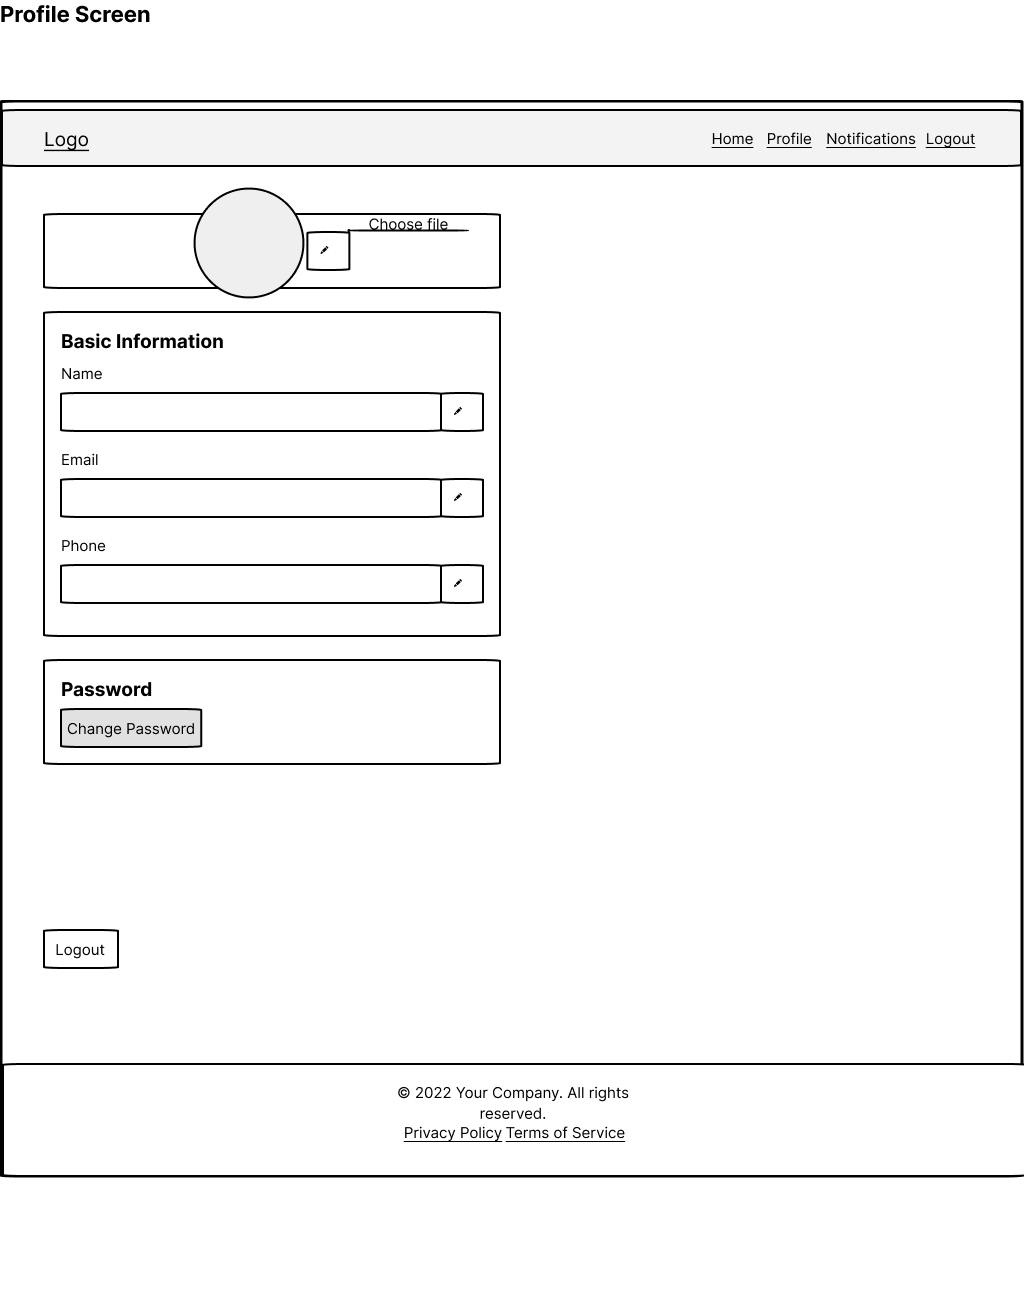 Profile Screen
Logo
Home Profile Notifications Logout
Choose file
Basic Information
Name
Email
Phone
Password
Change Password
Logout
© 2022 Your Company. All rights
reserved.
Privacy Policy Terms of Service